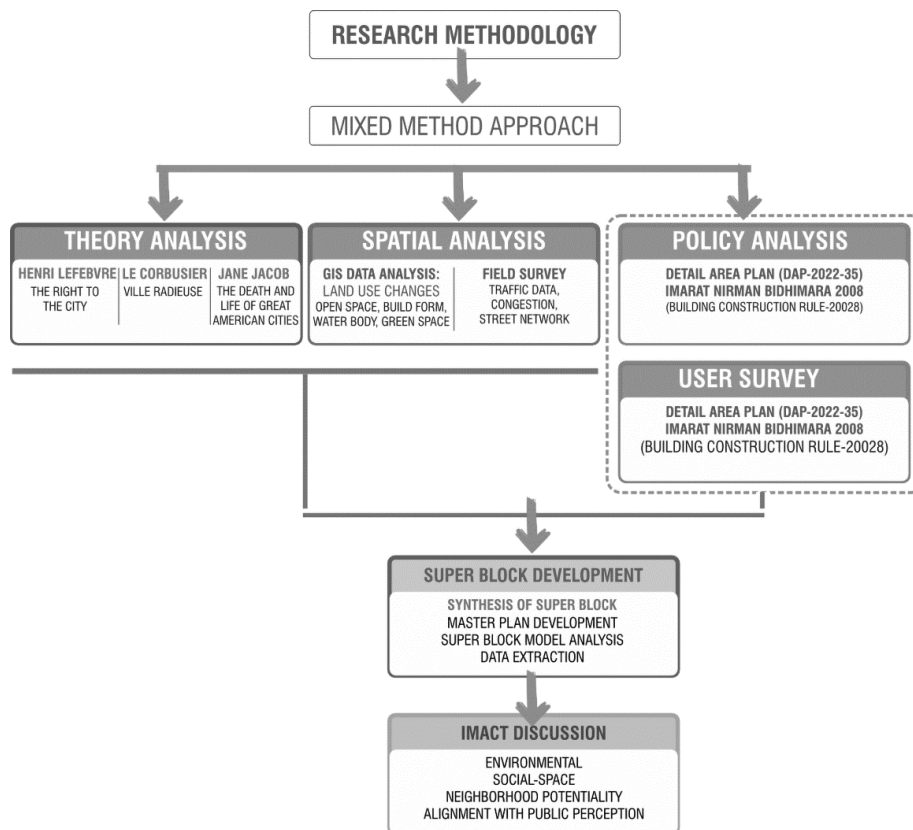 RESEARCH METHODOLOGY
MIXED METHOD APPROACH
THEORY ANALYSIS
HENRI LEFEBVRE
THE RIGHT TO
THE CITY
LE CORBUSIER
VILLE RADIEUSE
JANE JACOB
THE DEATH AND
LIFE OF GREAT
AMERICAN CITIES
SPATIAL ANALYSIS
GIS DATA ANALYSIS:
LAND USE CHANGES
OPEN SPACE, BUILD FORM,
WATER BODY, GREEN SPACE
FIELD SURVEY
TRAFFIC DATA,
CONGESTION,
STREET NETWORK
POLICY ANALYSIS
DETAIL AREA PLAN (DAP-2022-35)
IMARAT NIRMAN BIDHIMARA 2008
(BUILDING CONSTRUCTION RULE-20028)
USER SURVEY
DETAIL AREA PLAN (DAP-2022-35)
IMARAT NIRMAN BIDHIMARA 2008
(BUILDING CONSTRUCTION RULE-20028)
SUPER BLOCK DEVELOPMENT
SYNTHESIS OF SUPER BLOCK
MASTER PLAN DEVELOPMENT
SUPER BLOCK MODEL ANALYSIS
DATA EXTRACTION
IMACT DISCUSSION
ENVIRONMENTAL
SOCIAL-SPACE
NEIGHBORHOOD POTENTIALITY
ALIGNMENT WITH PUBLIC PERCEPTION